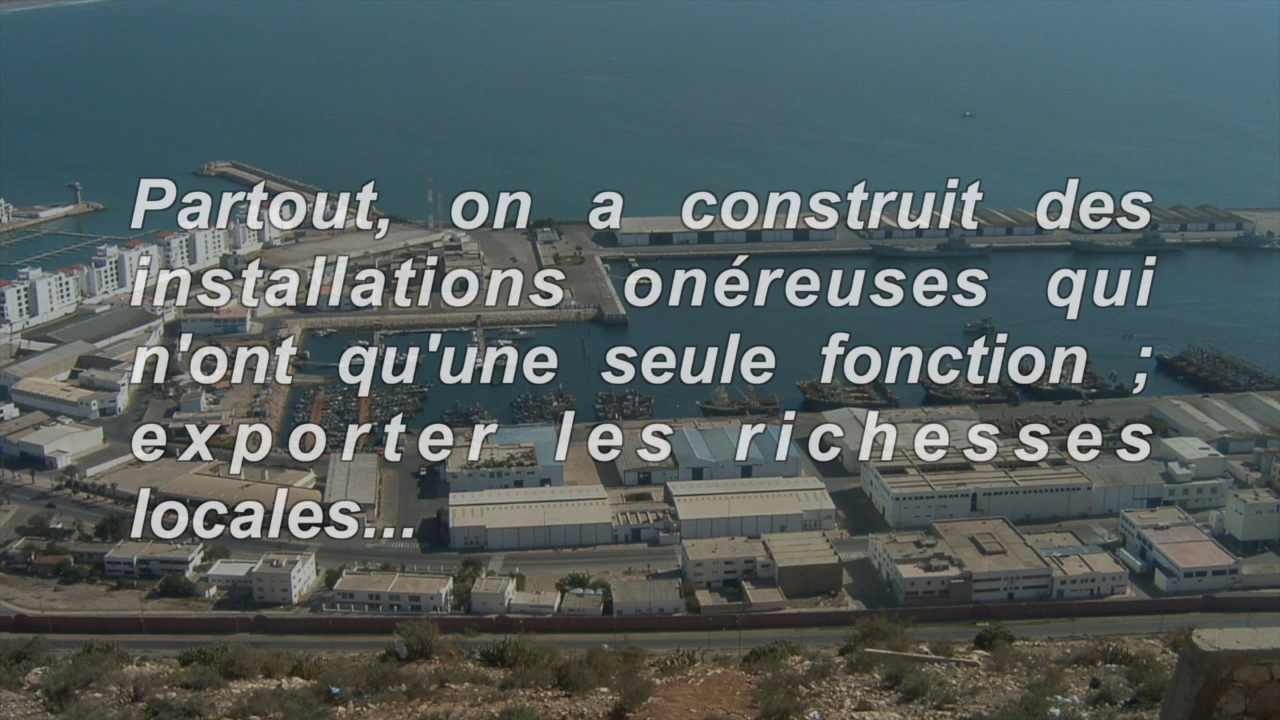 Partout, on a construit des
installations onéreuses qui
n'ont qu'une seule fonction ;
exporter les richesses
locales...